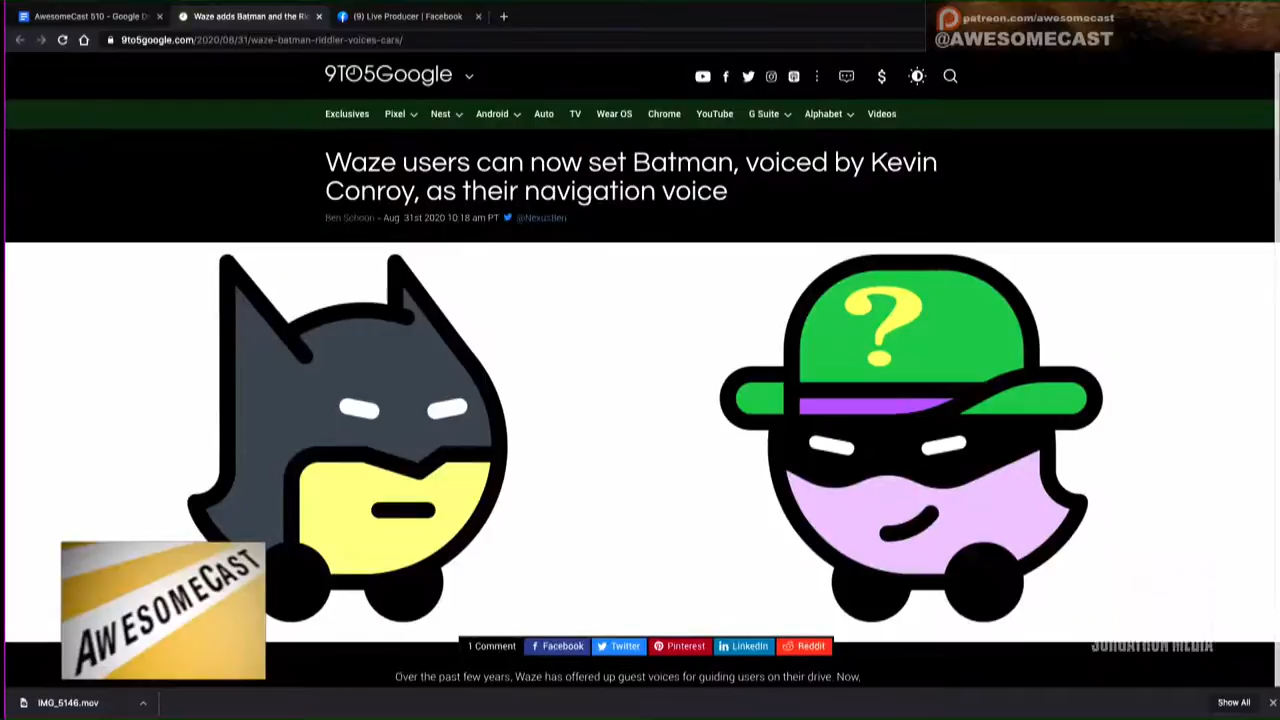 AwesomeCast 510 - Google D
Waze adds Batman and the Ri
(9) Live Producer | Facebook
patreon.com/awesomecast
@AWESOMECAST
9to5google.com/2020/08/31/waze-batman-riddler-voices-cars/
9TO5Google
Exclusives Pixel Nest Android Auto TV Wear OS Chrome YouTube G Suite Alphabet Videos
Waze users can now set Batman, voiced by Kevin
Conroy, as their navigation voice
Ben Schoon - Aug. 31st 2020 10:18 am PT @NexusBen
?
AWESOMECAST
1 Comment Facebook Twitter Pinterest LinkedIn Reddit
SORGATRON MEDIA
Over the past few years, Waze has offered up guest voices for guiding users on their drive. Now,
IMG_5146.mov
Show All